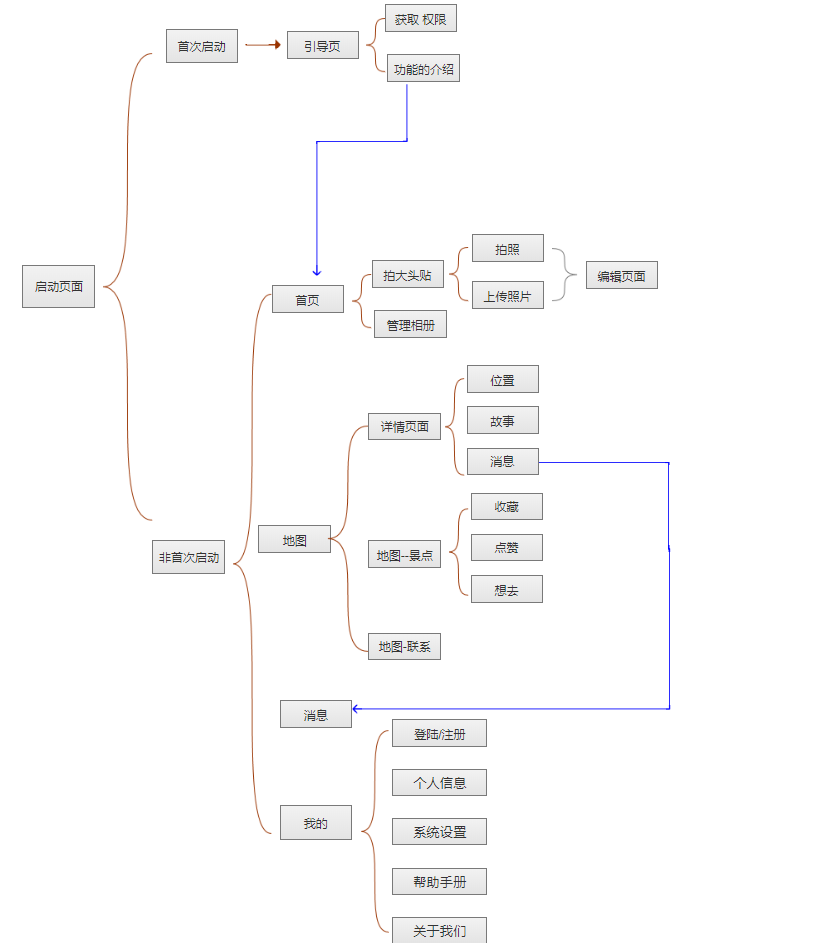 获取 权限
首次启动
引导页
功能的介绍
拍照
拍大头贴
编辑页面
启动页面
首页
上传照片
管理相册
位置
详情页面
故事
消息
收藏
地图
点赞
地图--景点
非首次启动
想去
地图-联系
消息
登陆/注册
个人信息
我的
系统设置
帮助手册
关于我们